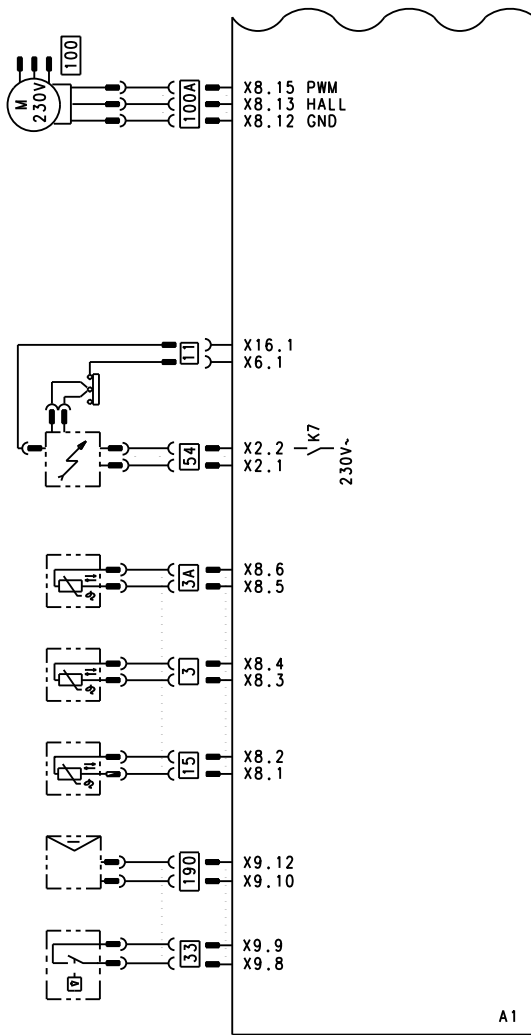 100
M
230V
100A
X8.15 PWM
X8.13 HALL
X8.12 GND
11
X16.1
X6.1
54
X2.2
X2.1
K7
230V~
3A
X8.6
X8.5
3
X8.4
X8.3
15
X8.2
X8.1
190
X9.12
X9.10
33
X9.9
X9.8
A1